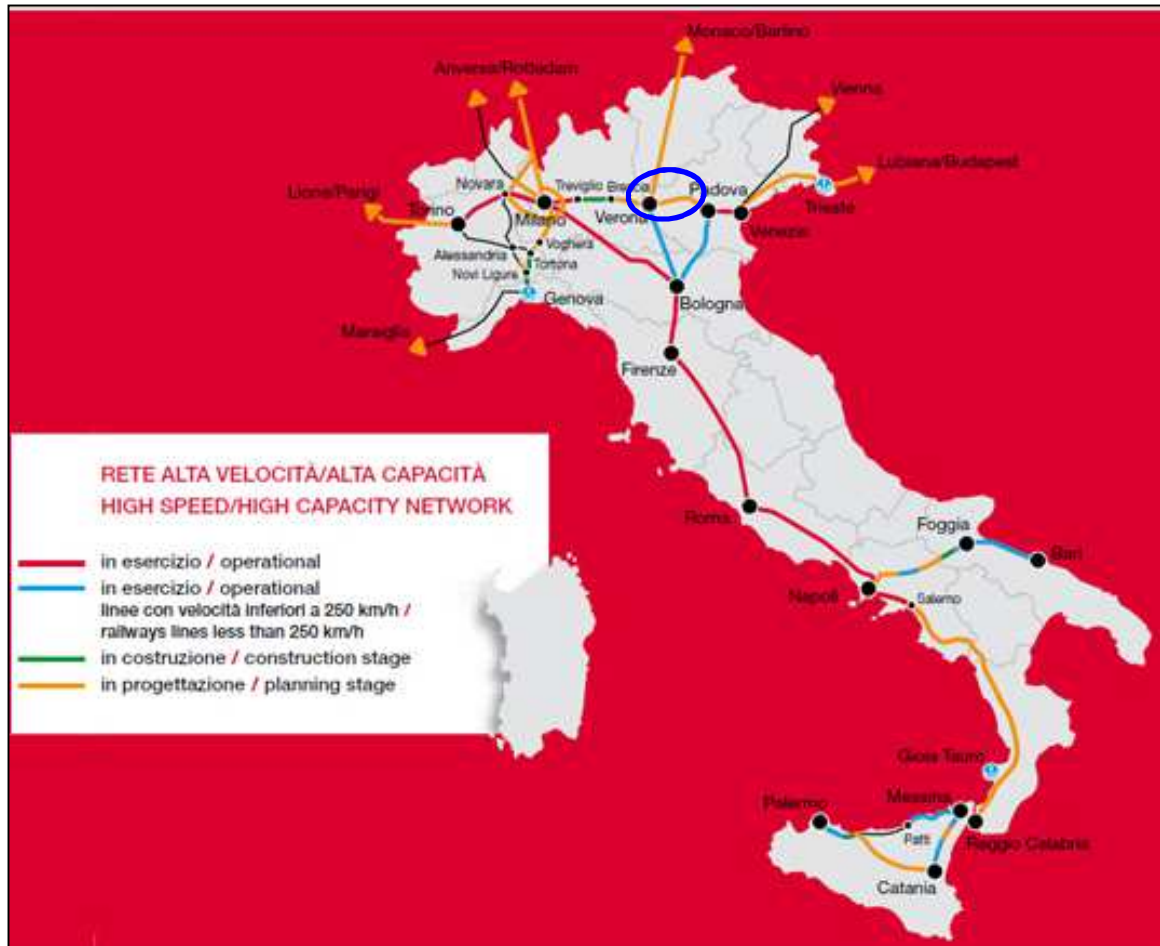 Monaco/Berlino
Anversa/Rotterdam
Vienna
Lubiana/Budapest
Lione/Parigi
Novara
Treviglio
Brescia
Padova
Torino
Milano
Verona
Venezia
Trieste
Voghera
Alessandria
Tortona
Novi Ligure
Genova
Bologna
Marsiglia
Firenze
RETE ALTA VELOCITÀ/ALTA CAPACITÀ
HIGH SPEED/HIGH CAPACITY NETWORK
in esercizio / operational
in esercizio / operational
linee con velocità inferiori a 250 km/h /
railways lines less than 250 km/h
in costruzione / construction stage
in progettazione / planning stage
Roma
Foggia
Bari
Napoli
Salerno
Gioia Tauro
Messina
Palermo
Patti
Reggio Calabria
Catania